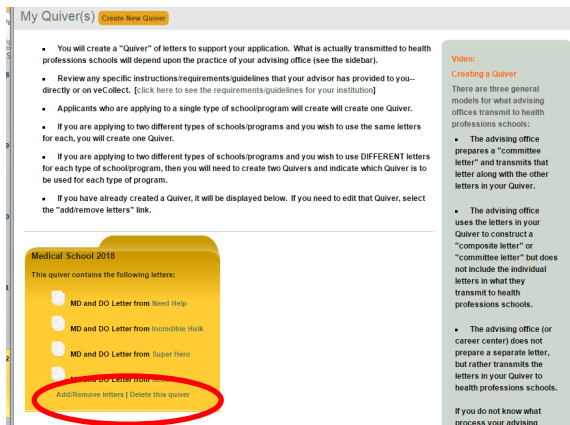 My Quiver(s) Create New Quiver
You will create a "Quiver" of letters to support your application. What is actually transmitted to health
professions schools will depend upon the practice of your advising office (see the sidebar).
Review any specific instructions/requirements/guidelines that your advisor has provided to you--
directly or on veCollect. [click here to see the requirements/guidelines for your institution]
Applicants who are applying to a single type of school/program will create will create one Quiver.
If you are applying to two different types of schools/programs and you wish to use the same letters
for each, you will create one Quiver.
If you are applying to two different types of schools/programs and you wish to use DIFFERENT letters
for each type of school/program, then you will need to create two Quivers and indicate which Quiver is to
be used for each type of program.
If you have already created a Quiver, it will be displayed below. If you need to edit that Quiver, select
the "add/remove letters" link.
Medical School 2018
This quiver contains the following letters:
MD and DO Letter from Need Help
MD and DO Letter from Incredible Hulk
MD and DO Letter from Super Hero
MD and DO Letter from
Add/Remove letters | Delete this quiver
Video:
Creating a Quiver
There are three general
models for what advising
offices transmit to health
professions schools:
The advising office
prepares a "committee
letter" and transmits that
letter along with the other
letters in your Quiver.
The advising office
uses the letters in your
Quiver to construct a
"composite letter" or
"committee letter" but does
not include the individual
letters in what they
transmit to health
professions schools.
The advising office (or
career center) does not
prepare a separate letter,
but rather transmits the
letters in your Quiver to
health professions schools.
If you do not know what
process your advising